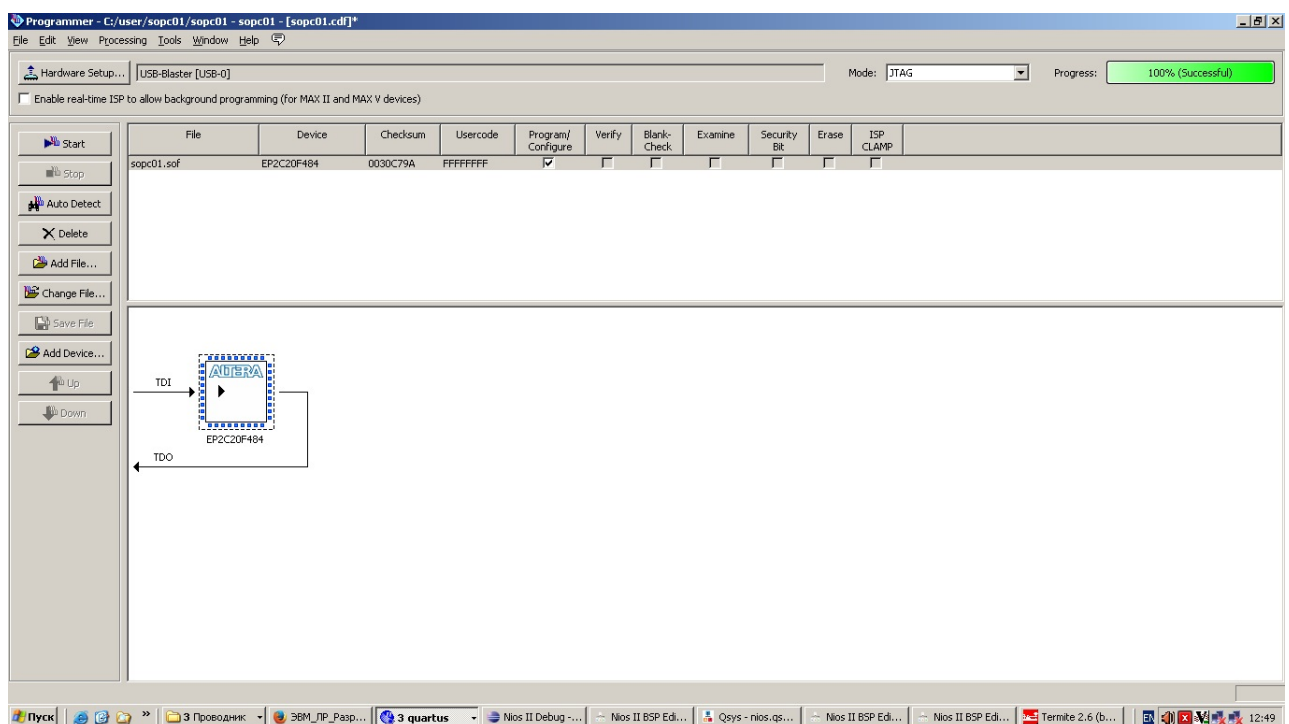 Programmer - C:/user/sopc01/sopc01 - sopc01 - [sopc01.cdf]*
File Edit View Processing Tools Window Help
Hardware Setup... USB-Blaster [USB-0] Mode: JTAG Progress: 100% (Successful)
Enable real-time ISP to allow background programming (for MAX II and MAX V devices)
File Device Checksum Usercode Program/ Configure Verify Blank- Check Examine Security Bit Erase ISP CLAMP
sopc01.sof EP2C20F484 0030C79A FFFFFFFF
Start
Stop
Auto Detect
Delete
Add File...
Change File...
Save File
Add Device...
Up
Down
ALTERA
TDI
EP2C20F484
TDO
Пуск » 3 Проводник ЭВМ_ЛР_Разр... 3 quartus Nios II Debug -... Nios II BSP Edi... Qsys - nios.qs... Nios II BSP Edi... Nios II BSP Edi... Termite 2.6 (b... EN 12:49